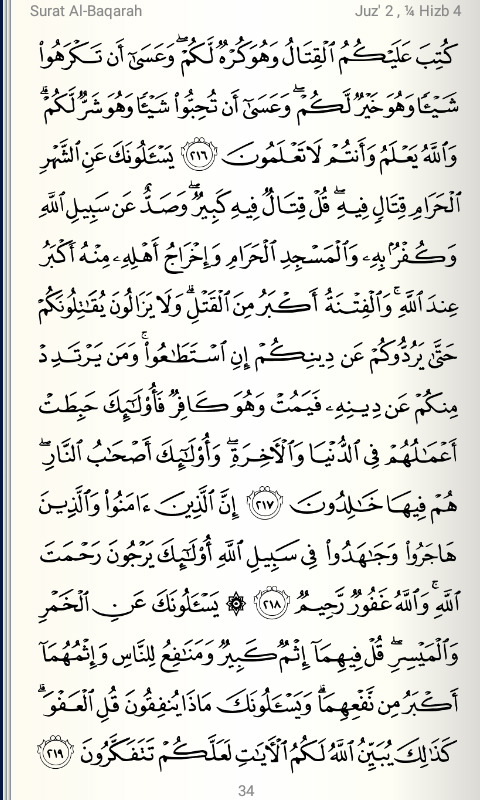 Surat Al-Baqarah Juz' 2 , ¼ Hizb 4
كُتِبَ عَلَيْكُمُ ٱلْقِتَالُ وَهُوَ كُرْهٌ لَّكُمْ ۖ وَعَسَىٰٓ أَن تَكْرَهُوا۟
شَيْـًٔا وَهُوَ خَيْرٌ لَّكُمْ ۖ وَعَسَىٰٓ أَن تُحِبُّوا۟ شَيْـًٔا وَهُوَ شَرٌّ لَّكُمْ ۗ
وَٱللَّهُ يَعْلَمُ وَأَنتُمْ لَا تَعْلَمُونَ ٢١٦ يَسْـَٔلُونَكَ عَنِ ٱلشَّهْرِ
ٱلْحَرَامِ قِتَالٍ فِيهِ ۖ قُلْ قِتَالٌ فِيهِ كَبِيرٌ ۖ وَصَدٌّ عَن سَبِيلِ ٱللَّهِ
وَكُفْرٌۢ بِهِۦ وَٱلْمَسْجِدِ ٱلْحَرَامِ وَإِخْرَاجُ أَهْلِهِۦ مِنْهُ أَكْبَرُ
عِندَ ٱللَّهِ ۚ وَٱلْفِتْنَةُ أَكْبَرُ مِنَ ٱلْقَتْلِ ۗ وَلَا يَزَالُونَ يُقَـٰتِلُونَكُمْ
حَتَّىٰ يَرُدُّوكُمْ عَن دِينِكُمْ إِنِ ٱسْتَطَـٰعُوا۟ ۚ وَمَن يَرْتَدِدْ
مِنكُمْ عَن دِينِهِۦ فَيَمُتْ وَهُوَ كَافِرٌ فَأُو۟لَـٰٓئِكَ حَبِطَتْ
أَعْمَـٰلُهُمْ فِى ٱلدُّنْيَا وَٱلْـَٔاخِرَةِ ۖ وَأُو۟لَـٰٓئِكَ أَصْحَـٰبُ ٱلنَّارِ ۖ
هُمْ فِيهَا خَـٰلِدُونَ ٢١٧ إِنَّ ٱلَّذِينَ ءَامَنُوا۟ وَٱلَّذِينَ
هَاجَرُوا۟ وَجَـٰهَدُوا۟ فِى سَبِيلِ ٱللَّهِ أُو۟لَـٰٓئِكَ يَرْجُونَ رَحْمَتَ
ٱللَّهِ ۚ وَٱللَّهُ غَفُورٌ رَّحِيمٌ ٢١٨ ۞ يَسْـَٔلُونَكَ عَنِ ٱلْخَمْرِ
وَٱلْمَيْسِرِ ۖ قُلْ فِيهِمَآ إِثْمٌ كَبِيرٌ وَمَنَـٰفِعُ لِلنَّاسِ وَإِثْمُهُمَآ
أَكْبَرُ مِن نَّفْعِهِمَا ۗ وَيَسْـَٔلُونَكَ مَاذَا يُنفِقُونَ قُلِ ٱلْعَفْوَ ۗ
كَذَٰلِكَ يُبَيِّنُ ٱللَّهُ لَكُمُ ٱلْـَٔايَـٰتِ لَعَلَّكُمْ تَتَفَكَّرُونَ ٢١٩
34